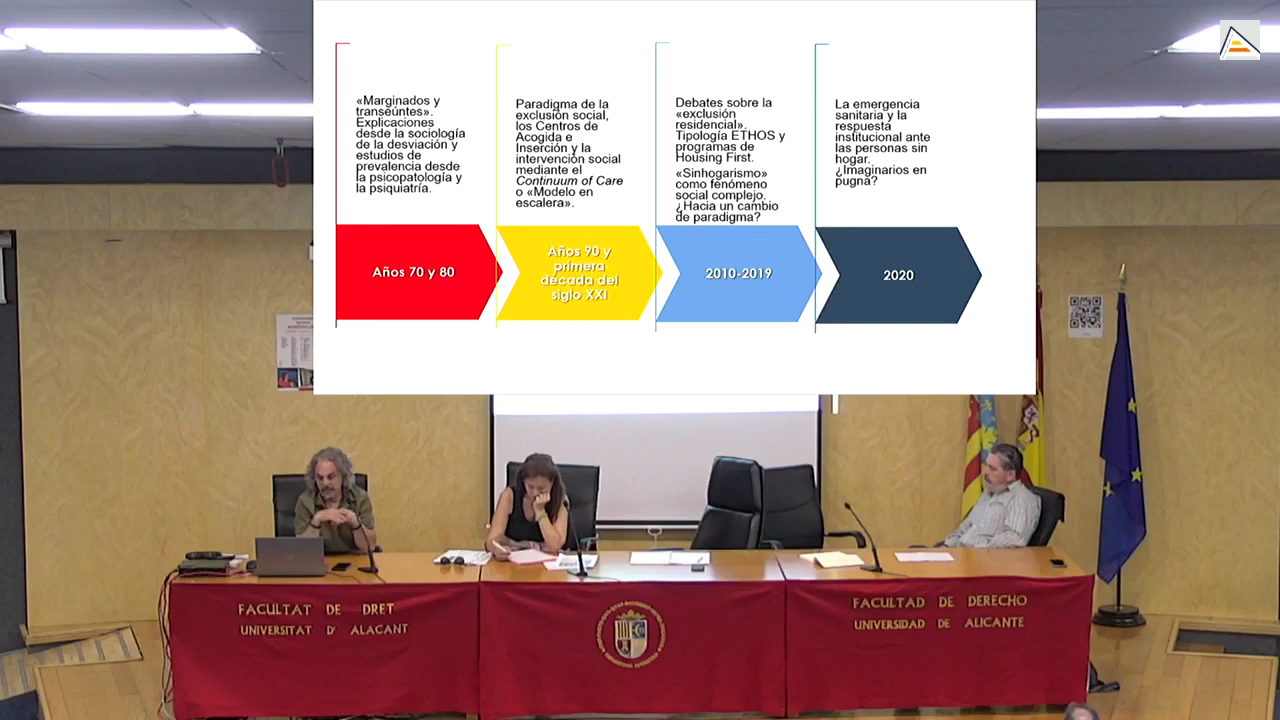 «Marginados y
transeúntes».
Explicaciones
desde la sociología
de la desviación y
estudios de
prevalencia desde
la psicopatología y
la psiquiatría.
Años 70 y 80
Paradigma de la
exclusión social,
los Centros de
Acogida e
Inserción y la
intervención social
mediante el
Continuum of Care
o «Modelo en
escalera».
Años 90 y
primera
década del
siglo XXI
Debates sobre la
«exclusión
residencial».
Tipología ETHOS y
programas de
Housing First.
«Sinhogarismo»
como fenómeno
social complejo.
¿Hacia un cambio
de paradigma?
2010-2019
La emergencia
sanitaria y la
respuesta
institucional ante
las personas sin
hogar.
¿Imaginarios en
pugna?
2020
FACULTAT DE DRET
UNIVERSITAT D' ALACANT
FACULTAD DE DERECHO
UNIVERSIDAD DE ALICANTE